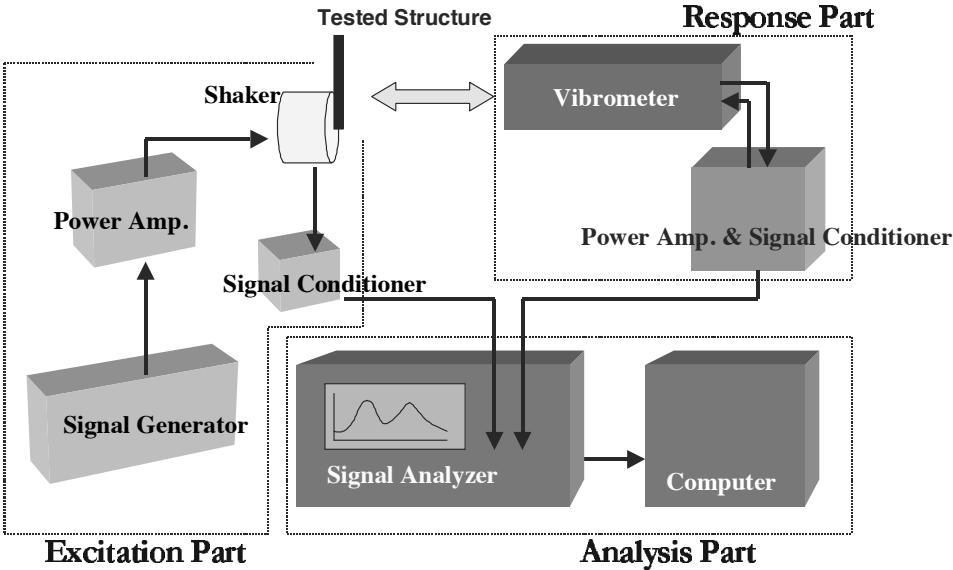 Tested Structure
Response Part
Shaker
Vibrometer
Power Amp.
Power Amp. & Signal Conditioner
Signal Conditioner
Signal Generator
Signal Analyzer
Computer
Excitation Part
Analysis Part